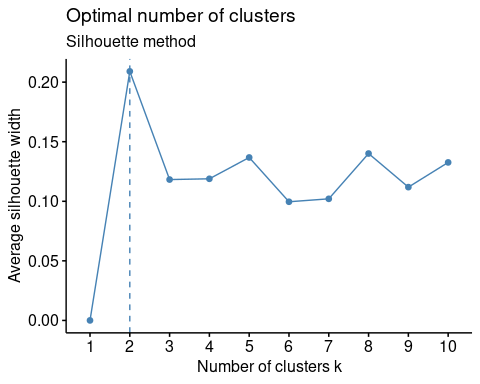 Optimal number of clusters
Silhouette method
Average silhouette width
0.20
0.15
0.10
0.05
0.00
1 2 3 4 5 6 7 8 9 10
Number of clusters k